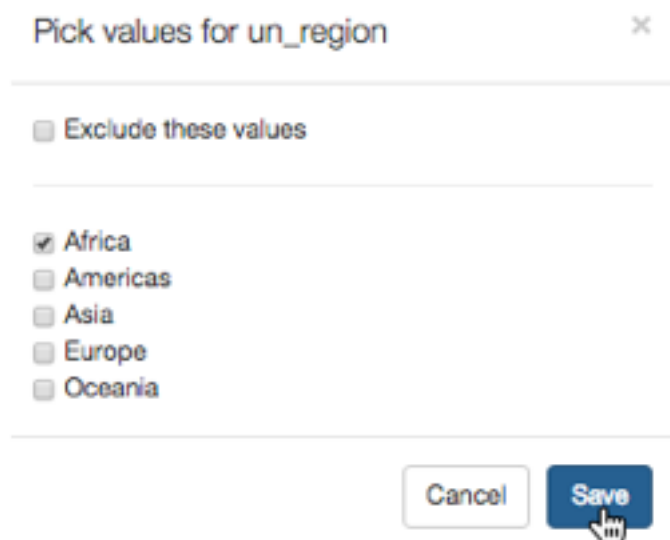 Pick values for un_region
×
Exclude these values
Africa
Americas
Asia
Europe
Oceania
Cancel Save